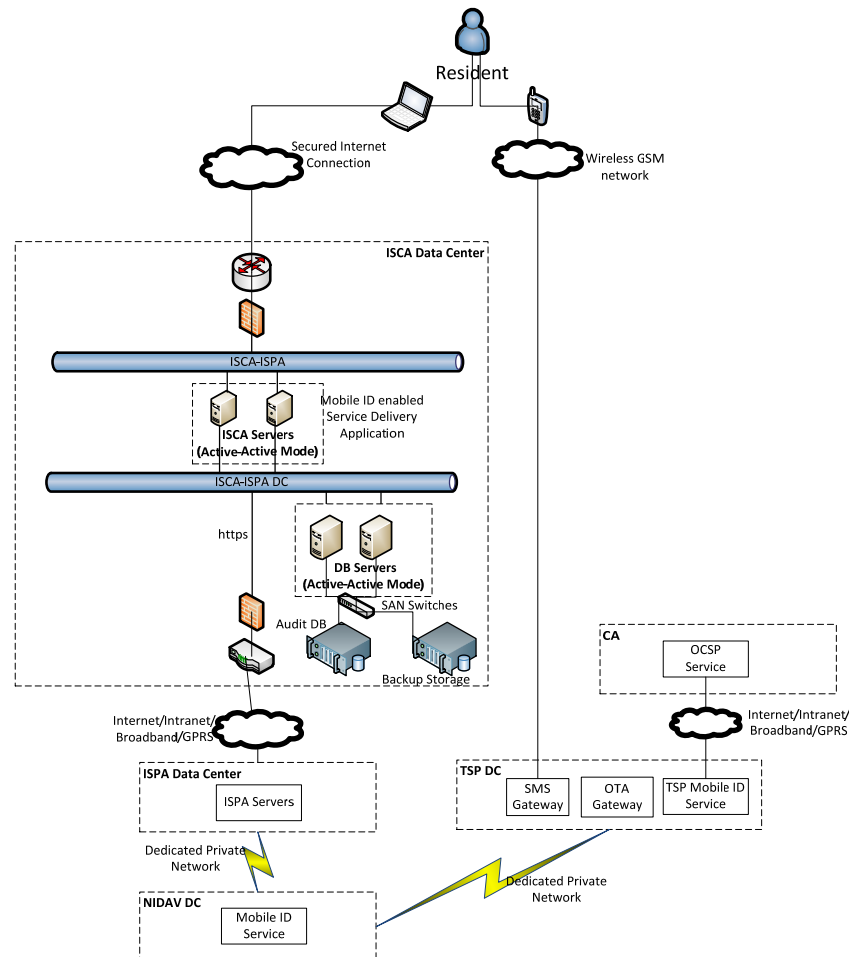 Resident
Secured Internet
Connection
Wireless GSM
network
ISCA Data Center
ISCA-ISPA
Mobile ID enabled
Service Delivery
Application
ISCA Servers
(Active-Active Mode)
ISCA-ISPA DC
https
DB Servers
(Active-Active Mode)
SAN Switches
Audit DB
Backup Storage
CA
OCSP
Service
Internet/Intranet/
Broadband/GPRS
Internet/Intranet/
Broadband/GPRS
ISPA Data Center
ISPA Servers
TSP DC
SMS
Gateway
OTA
Gateway
TSP Mobile ID
Service
Dedicated Private
Network
Dedicated Private
Network
NIDAV DC
Mobile ID
Service